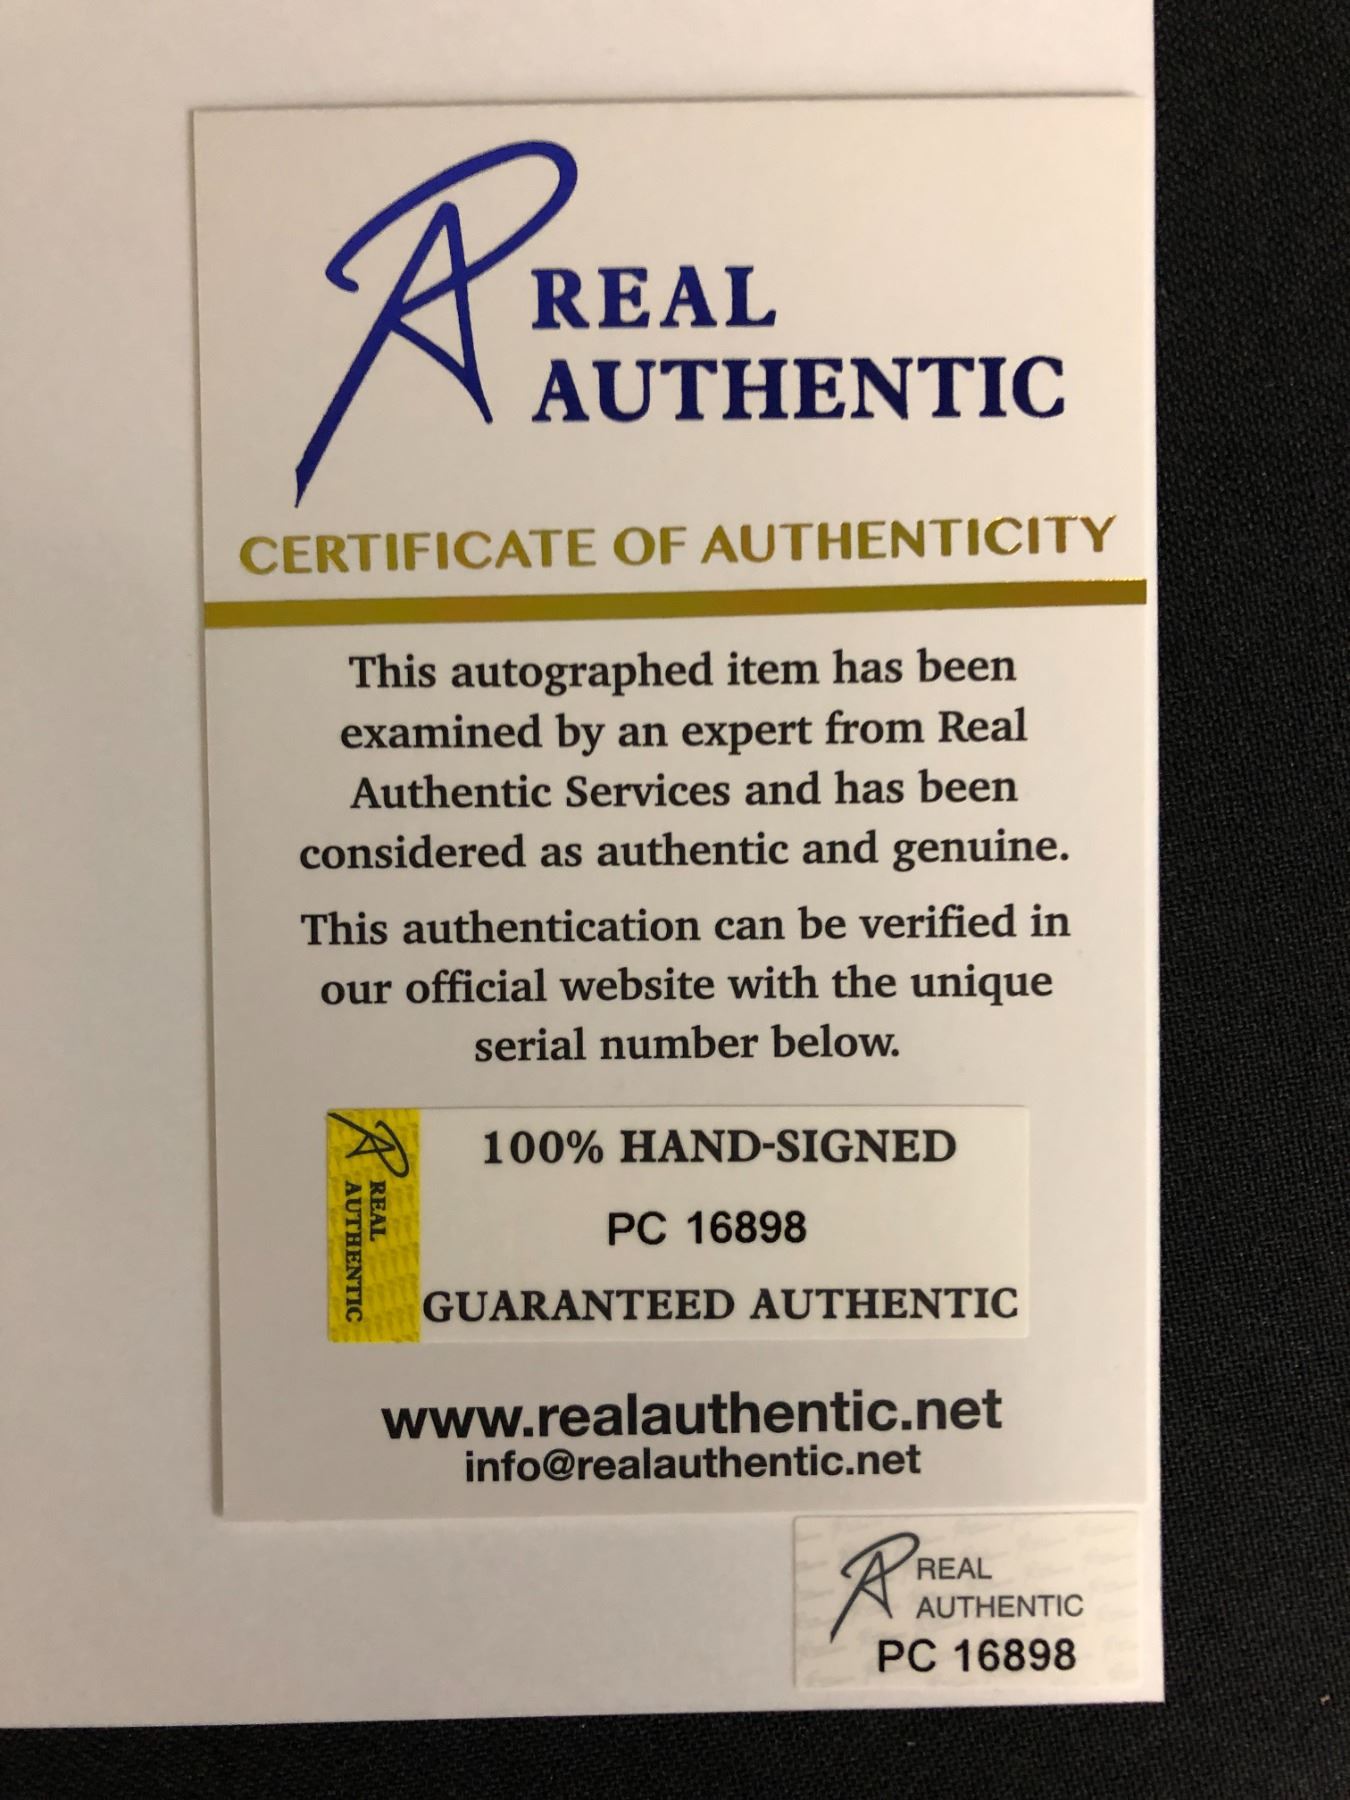 REAL
AUTHENTIC
CERTIFICATE OF AUTHENTICITY
This autographed item has been
examined by an expert from Real
Authentic Services and has been
considered as authentic and genuine.
This authentication can be verified in
our official website with the unique
serial number below.
REAL
AUTHENTIC
100% HAND-SIGNED
PC 16898
GUARANTEED AUTHENTIC
www.realauthentic.net
info@realauthentic.net
REAL
AUTHENTIC
PC 16898